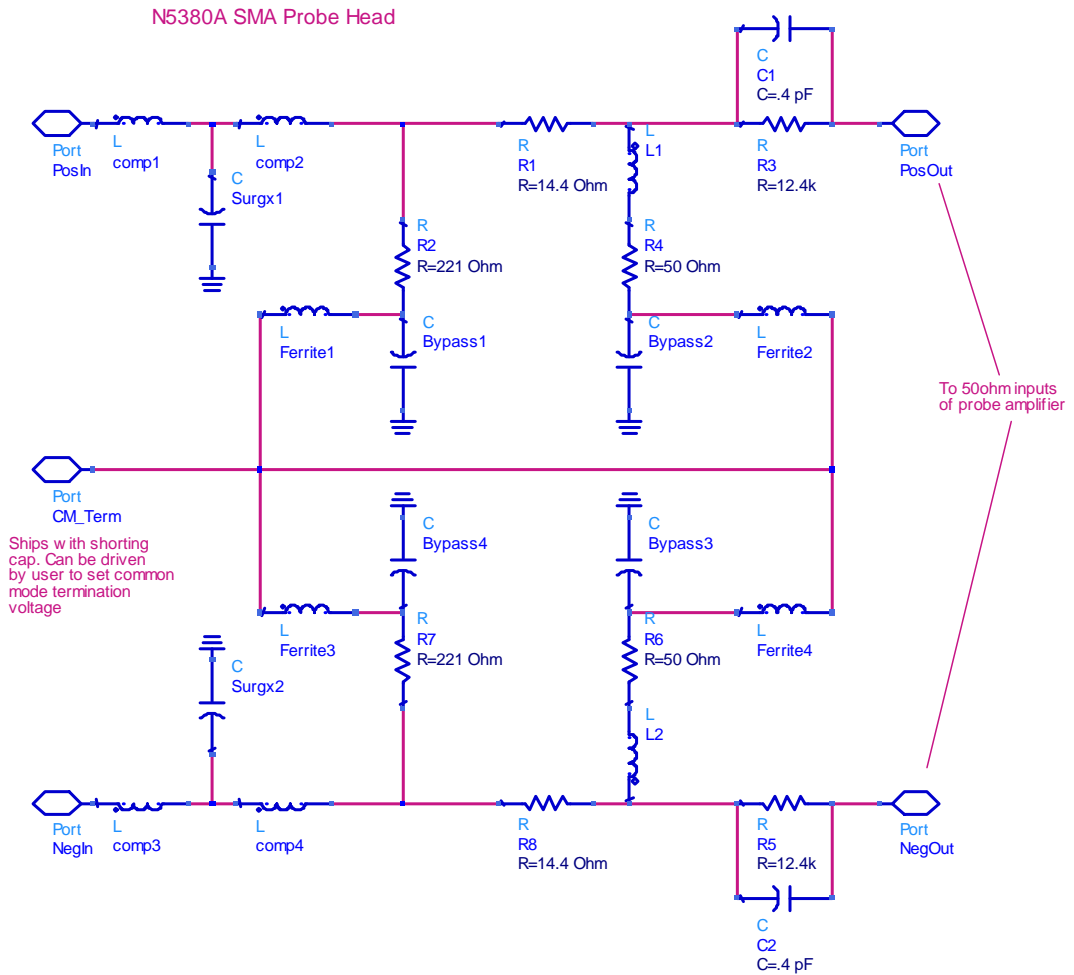 N5380A SMA Probe Head
C
C1
C=.4 pF
Port
PosIn
L
comp1
L
comp2
R
R1
R=14.4 Ohm
L
L1
R
R3
R=12.4k
Port
PosOut
C
Surgx1
R
R2
R=221 Ohm
R
R4
R=50 Ohm
L
Ferrite1
C
Bypass1
C
Bypass2
L
Ferrite2
To 50ohm inputs
of probe amplifier
Port
CM_Term
Ships with shorting
cap. Can be driven
by user to set common
mode termination
voltage
C
Bypass4
C
Bypass3
L
Ferrite3
R
R7
R=221 Ohm
R
R6
R=50 Ohm
L
Ferrite4
C
Surgx2
L
L2
Port
NegIn
L
comp3
L
comp4
R
R8
R=14.4 Ohm
R
R5
R=12.4k
Port
NegOut
C
C2
C=.4 pF